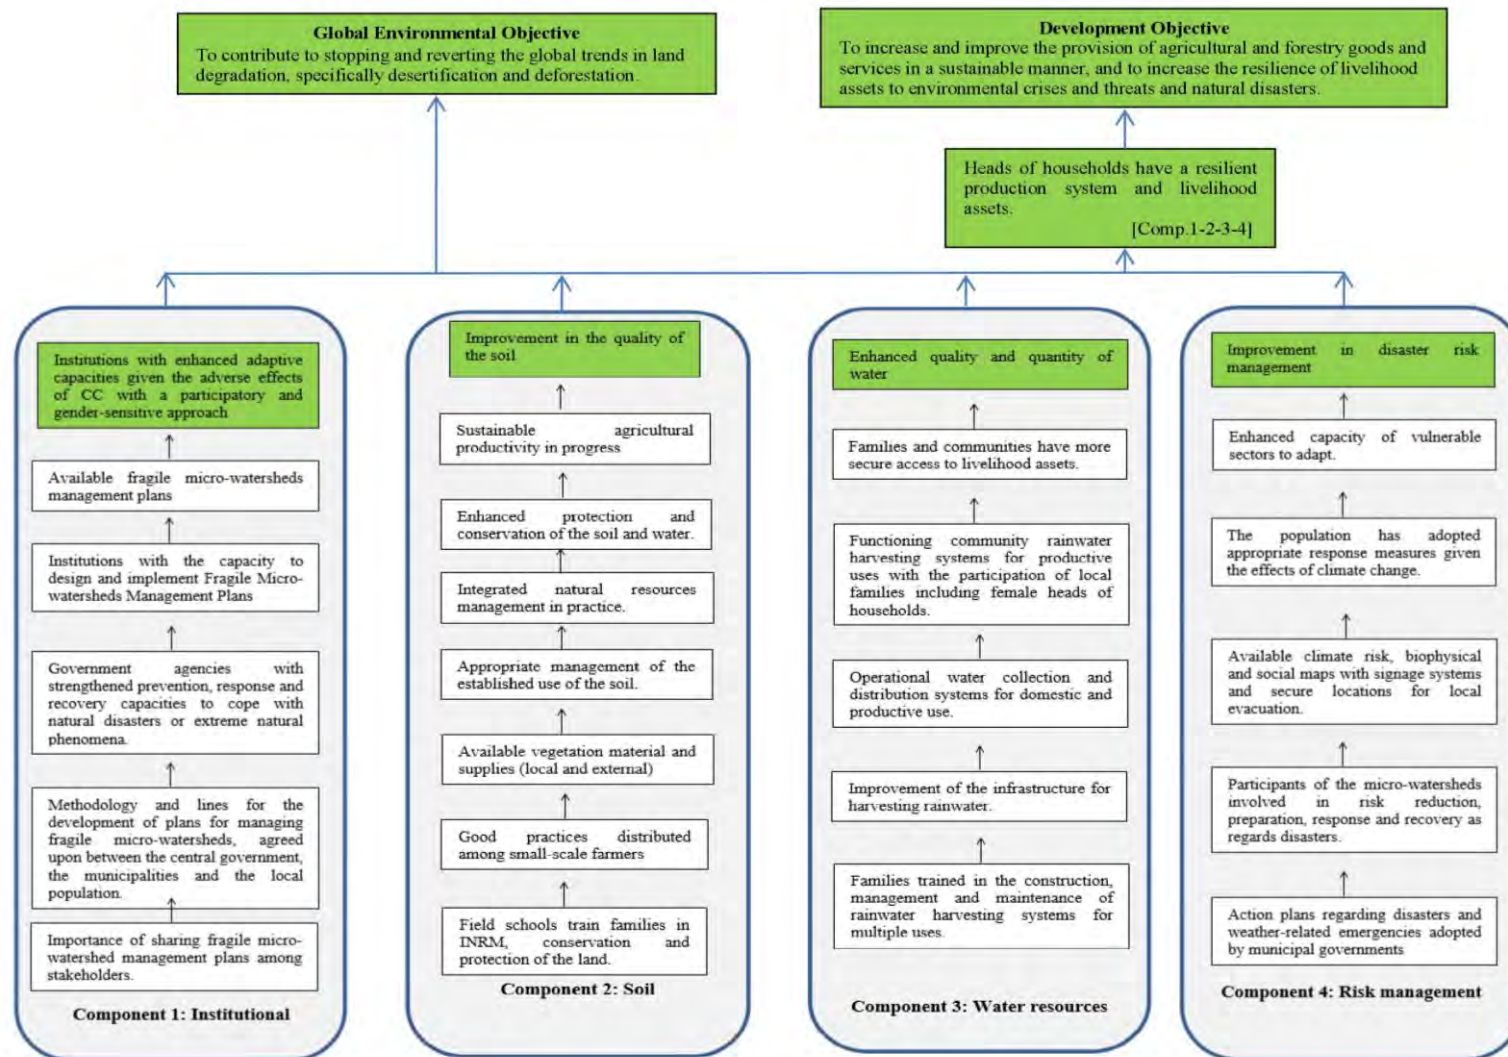 Global Environmental Objective
To contribute to stopping and reverting the global trends in land
degradation, specifically desertification and deforestation.
Development Objective
To increase and improve the provision of agricultural and forestry goods and
services in a sustainable manner, and to increase the resilience of livelihood
assets to environmental crises and threats and natural disasters.
Heads of households have a resilient
production system and livelihood
assets.
[Comp.1-2-3-4]
Institutions with enhanced adaptive
capacities given the adverse effects
of CC with a participatory and
gender-sensitive approach
Available fragile micro-watersheds
management plans
Institutions with the capacity to
design and implement Fragile Micro-
watersheds Management Plans
Government agencies with
strengthened prevention, response and
recovery capacities to cope with
natural disasters or extreme natural
phenomena.
Methodology and lines for the
development of plans for managing
fragile micro-watersheds, agreed
upon between the central government,
the municipalities and the local
population.
Importance of sharing fragile micro-
watershed management plans among
stakeholders.
Component 1: Institutional
Improvement in the quality of
the soil
Sustainable agricultural
productivity in progress
Enhanced protection and
conservation of the soil and water.
Integrated natural resources
management in practice.
Appropriate management of the
established use of the soil.
Available vegetation material and
supplies (local and external)
Good practices distributed
among small-scale farmers
Field schools train families in
INRM, conservation and
protection of the land.
Component 2: Soil
Enhanced quality and quantity of
water
Families and communities have more
secure access to livelihood assets.
Functioning community rainwater
harvesting systems for productive
uses with the participation of local
families including female heads of
households.
Operational water collection and
distribution systems for domestic and
productive use.
Improvement of the infrastructure for
harvesting rainwater.
Families trained in the construction,
management and maintenance of
rainwater harvesting systems for
multiple uses.
Component 3: Water resources
Improvement in disaster risk
management
Enhanced capacity of vulnerable
sectors to adapt.
The population has adopted
appropriate response measures given
the effects of climate change.
Available climate risk, biophysical
and social maps with signage systems
and secure locations for local
evacuation.
Participants of the micro-watersheds
involved in risk reduction,
preparation, response and recovery as
regards disasters.
Action plans regarding disasters and
weather-related emergencies adopted
by municipal governments
Component 4: Risk management